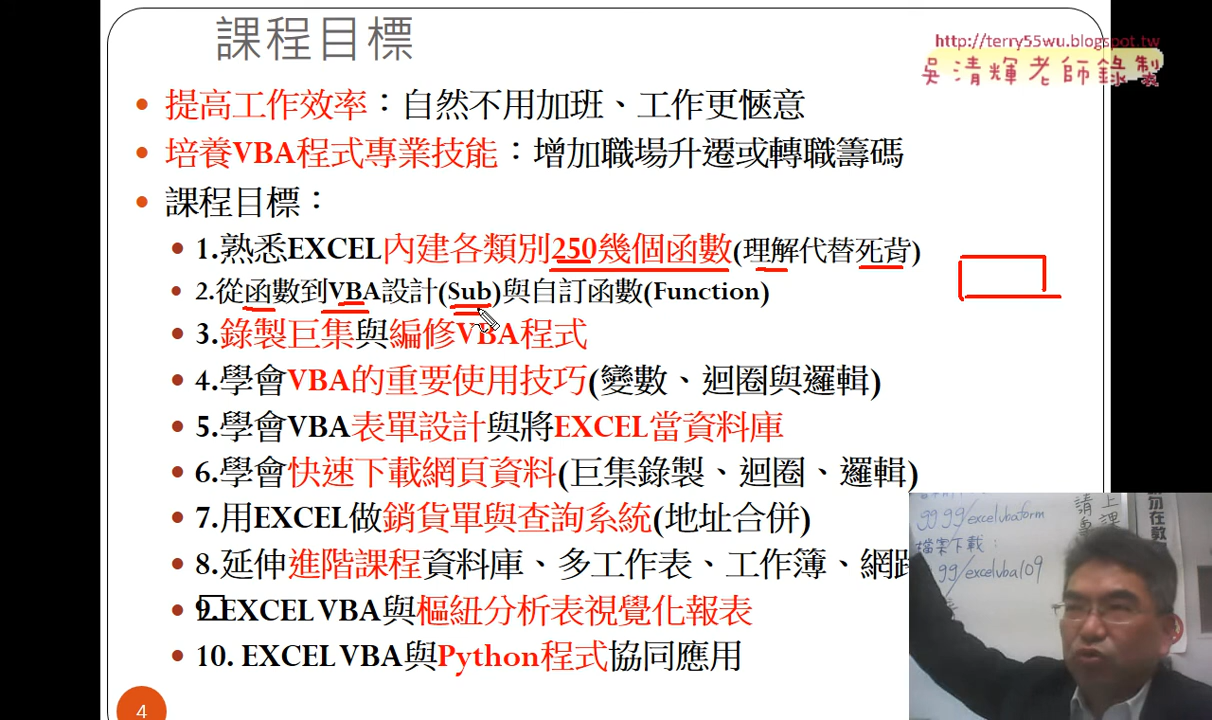 課程目標
http://terry55wu.blogspot.tw
吳清輝老師錄製
提高工作效率：自然不用加班、工作更愜意
培養VBA程式專業技能：增加職場升遷或轉職籌碼
課程目標：
1.熟悉EXCEL內建各類別250幾個函數(理解代替死背)
2.從函數到VBA設計(Sub)與自訂函數(Function)
3.錄製巨集與編修VBA程式
4.學會VBA的重要使用技巧(變數、迴圈與邏輯)
5.學會VBA表單設計與將EXCEL當資料庫
6.學會快速下載網頁資料(巨集錄製、迴圈、邏輯)
7.用EXCEL做銷貨單與查詢系統(地址合併)
8.延伸進階課程資料庫、多工作表、工作簿、網路
9.EXCEL VBA與樞紐分析表視覺化報表
10. EXCEL VBA與Python程式協同應用
4
gggg/excelvbaform
檔案下載：
gg/excelvba109
上課
請
勿在教